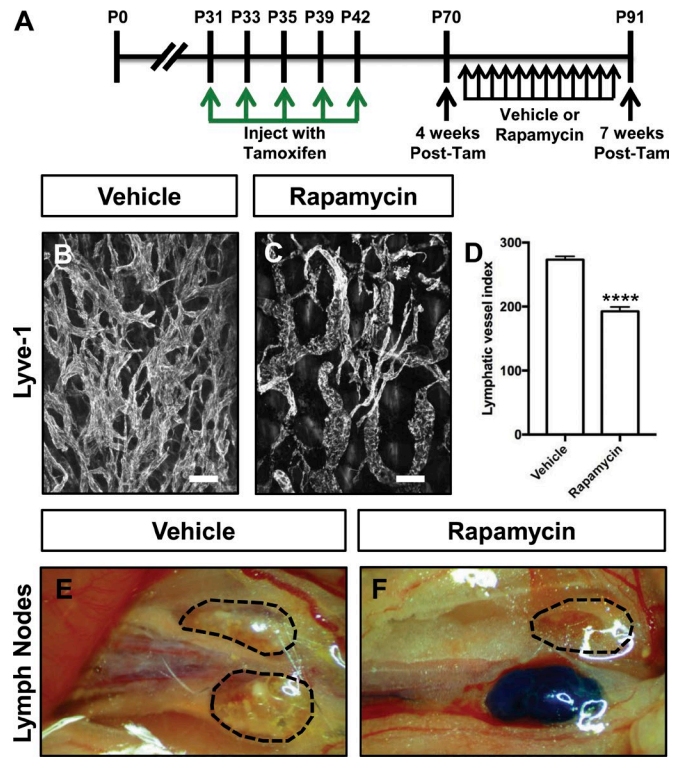 A
P0 P31 P33 P35 P39 P42 P70 P91
Inject with
Tamoxifen
4 weeks
Post-Tam
Vehicle or
Rapamycin
7 weeks
Post-Tam
Vehicle
Rapamycin
Lyve-1
B
C
D
Lymphatic vessel index
300
200
100
0
****
Vehicle
Rapamycin
Vehicle
Rapamycin
Lymph Nodes
E
F